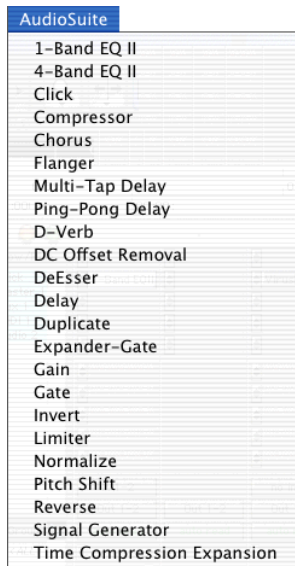 AudioSuite
1-Band EQ II
4-Band EQ II
Click
Compressor
Chorus
Flanger
Multi-Tap Delay
Ping-Pong Delay
D-Verb
DC Offset Removal
DeEsser
Delay
Duplicate
Expander-Gate
Gain
Gate
Invert
Limiter
Normalize
Pitch Shift
Reverse
Signal Generator
Time Compression Expansion